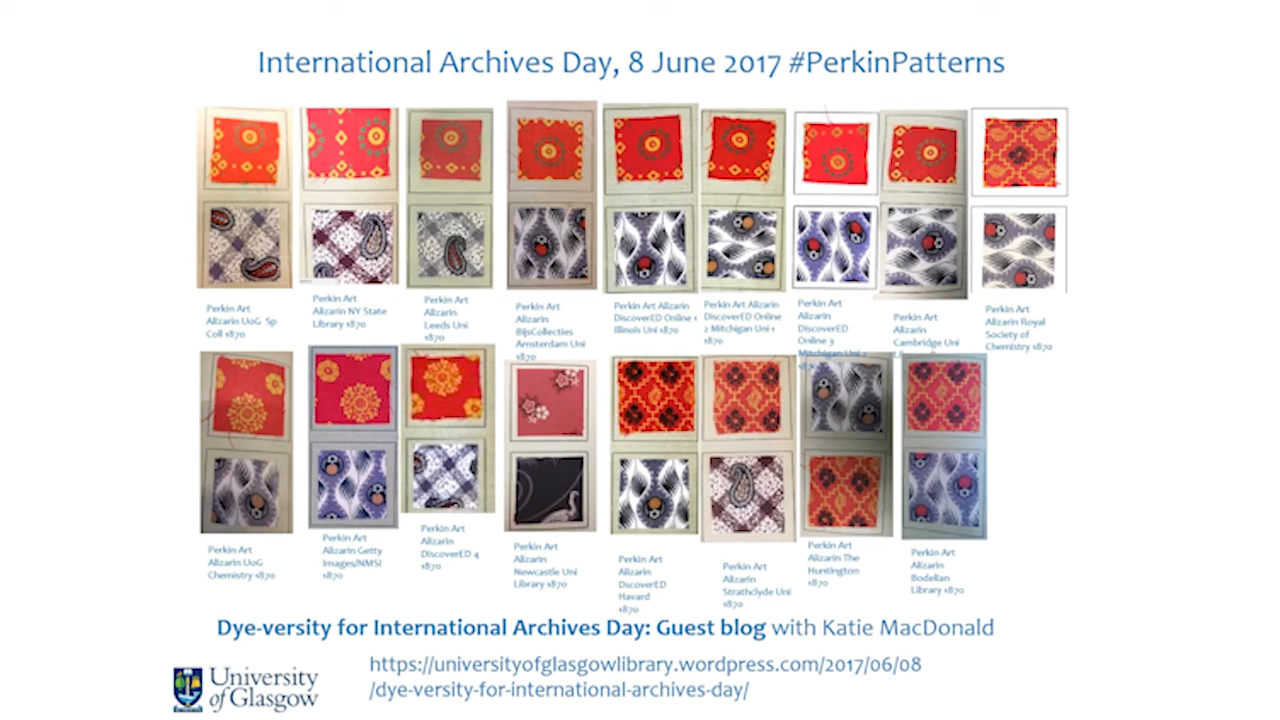 International Archives Day, 8 June 2017 #PerkinPatterns
Perkin Art
Alizarin UoG Sp
Coll 1870
Perkin Art
Alizarin NY State
Library 1870
Perkin Art
Alizarin
Leeds Uni
1870
Perkin Art
Alizarin
BijsCollecties
Amsterdam Uni
1870
Perkin Art Alizarin
DiscoverED Online 1
Illinois Uni 1870
Perkin Art Alizarin
DiscoverED Online
2 Mitchigan Uni 1
1870
Perkin Art
Alizarin
DiscoverED
Online 3
Mitchigan Uni 2
1870
Perkin Art
Alizarin
Cambridge Uni
Perkin Art
Alizarin Royal
Society of
Chemistry 1870
Perkin Art
Alizarin UoG
Chemistry 1870
Perkin Art
Alizarin Getty
Images/NMSI
1870
Perkin Art
Alizarin
DiscoverED 4
1870
Perkin Art
Alizarin
Newcastle Uni
Library 1870
Perkin Art
Alizarin
DscoverED
Havard
1870
Perkin Art
Alizarin
Strathclyde Uni
1870
Perkin Art
Alizarin The
Huntington
1870
Perkin Art
Alizarin
Bodelian
Library 1870
Dye-versity for International Archives Day: Guest blog with Katie MacDonald
https://universityofglasgowlibrary.wordpress.com/2017/06/08
/dye-versity-for-international-archives-day/
University
of Glasgow